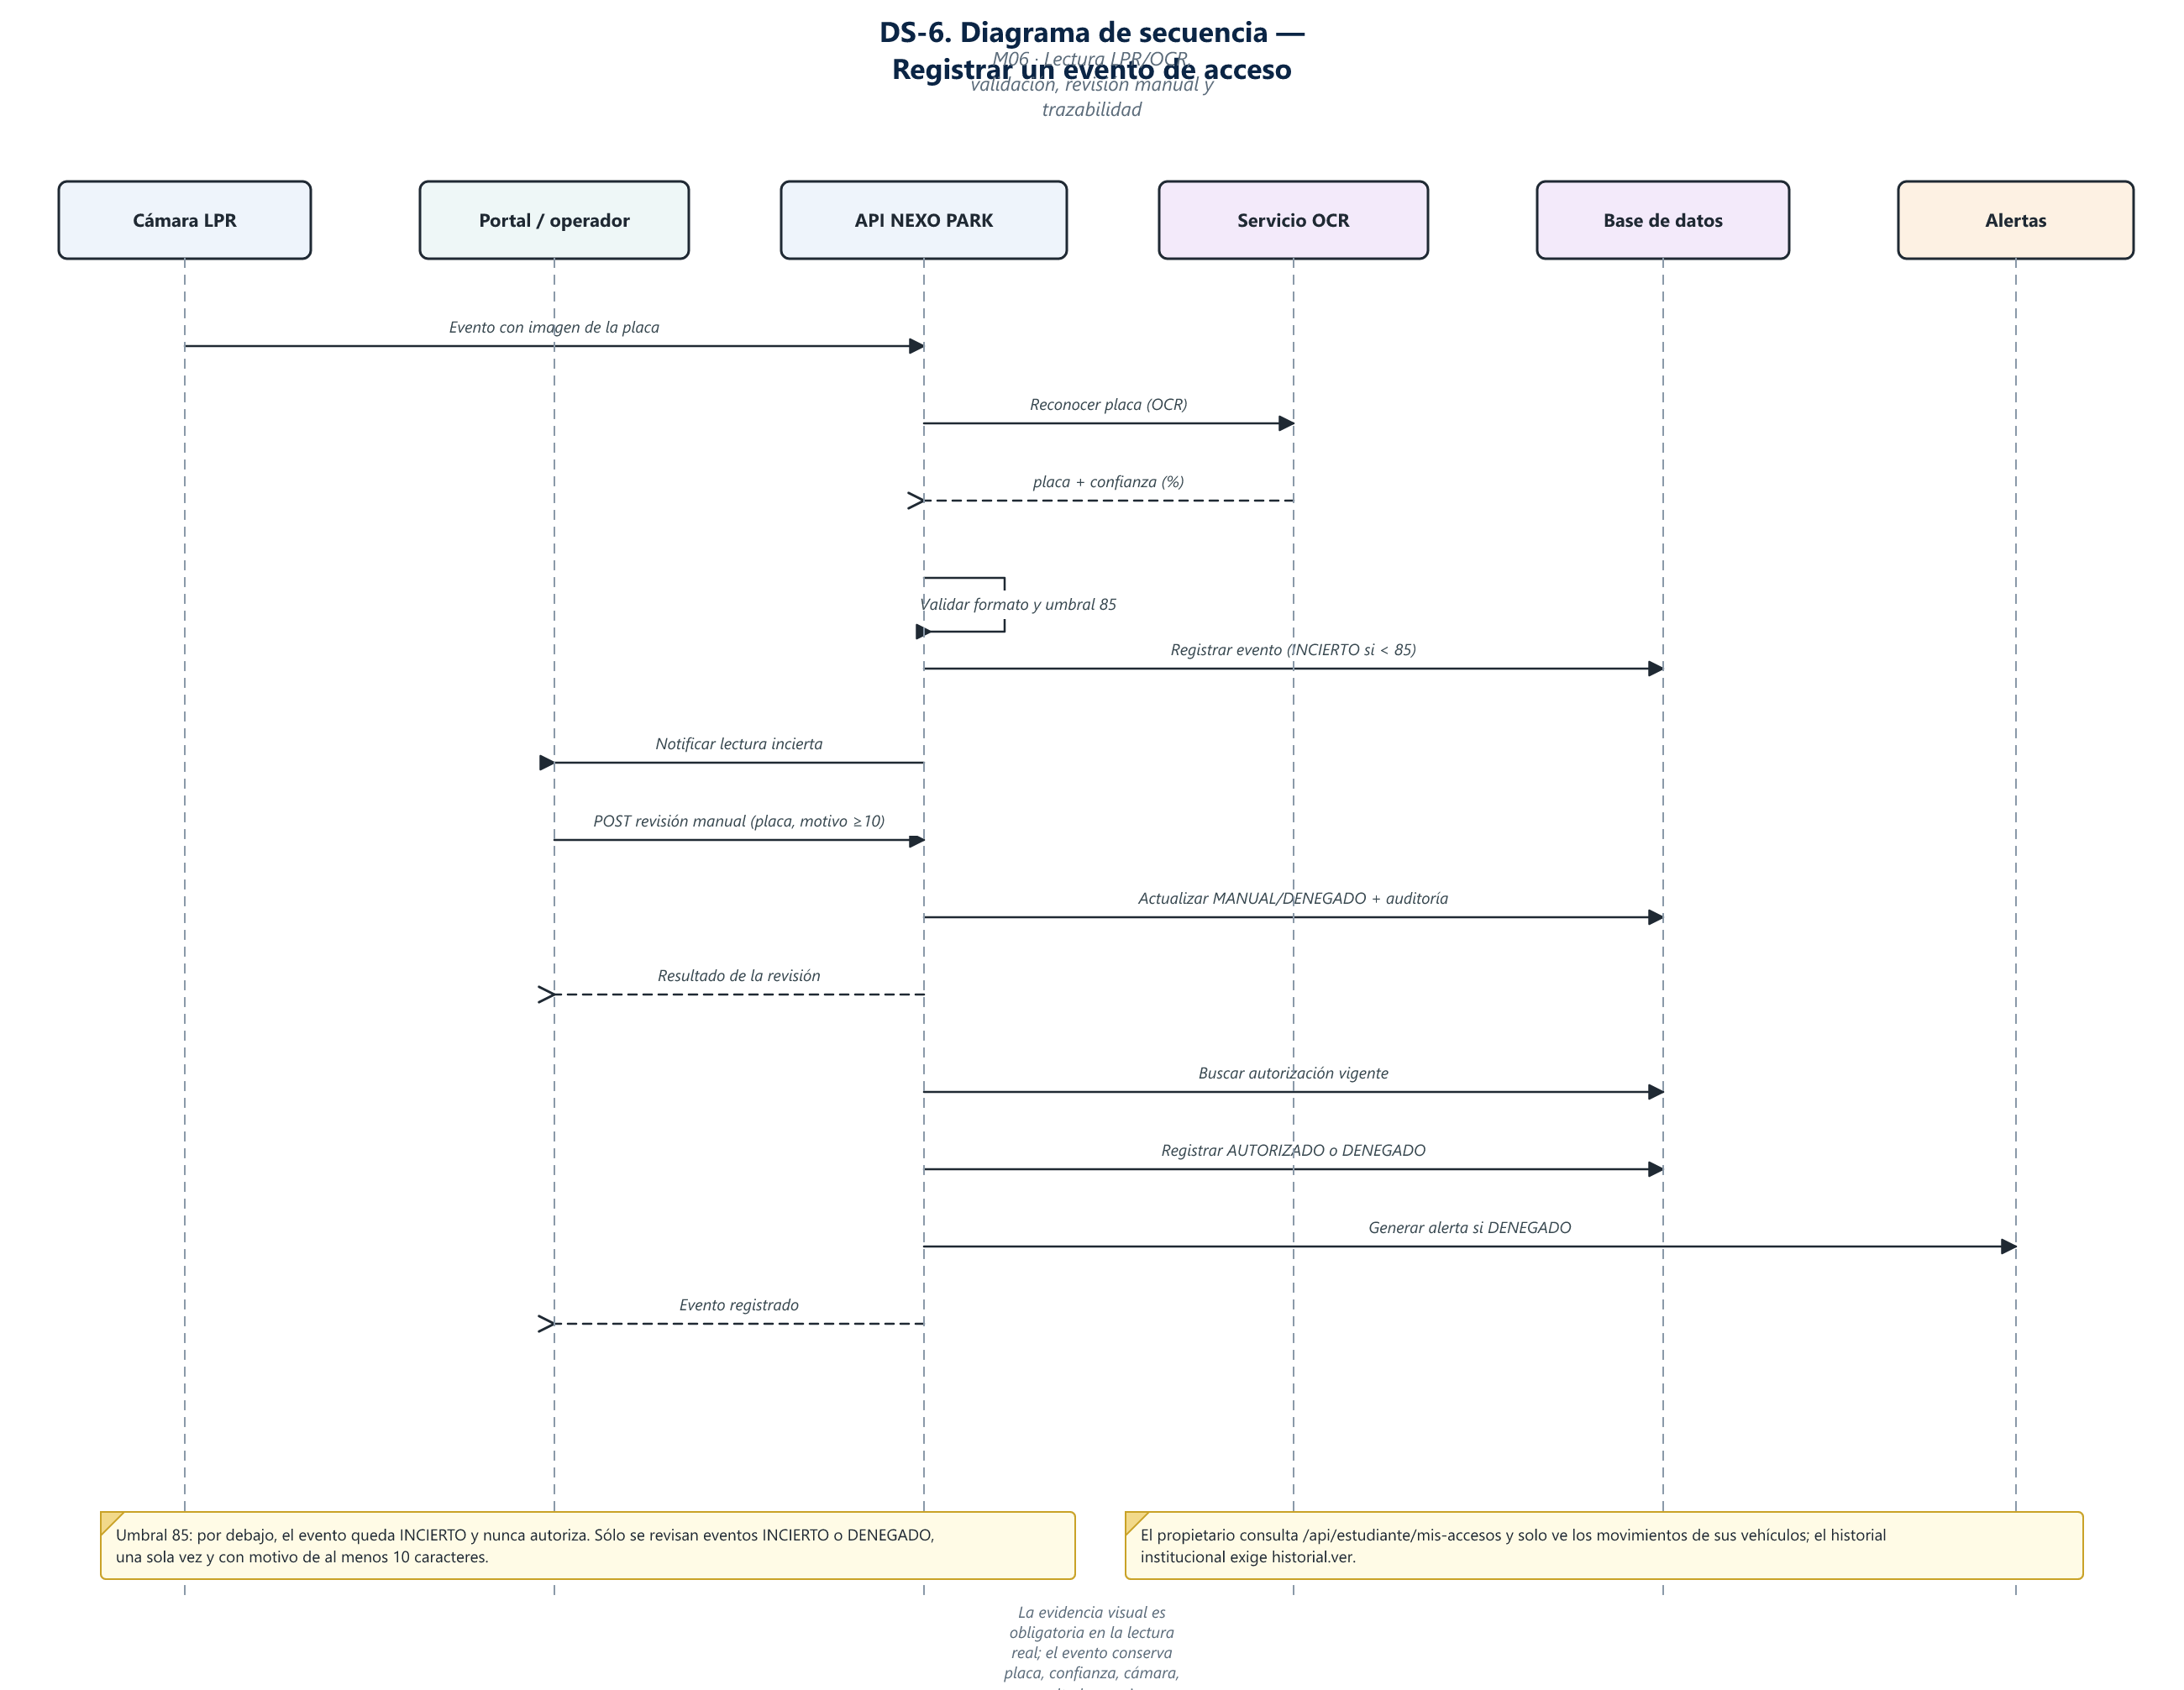 DS-6. Diagrama de secuencia —
Registrar un evento de acceso
M06 · Lectura LPR/OCR,
validación, revisión manual y
trazabilidad
Cámara LPR
Portal / operador
API NEXO PARK
Servicio OCR
Base de datos
Alertas
Evento con imagen de la placa
Reconocer placa (OCR)
placa + confianza (%)
Validar formato y umbral 85
Registrar evento (INCIERTO si < 85)
Notificar lectura incierta
POST revisión manual (placa, motivo ≥10)
Actualizar MANUAL/DENEGADO + auditoría
Resultado de la revisión
Buscar autorización vigente
Registrar AUTORIZADO o DENEGADO
Generar alerta si DENEGADO
Evento registrado
Umbral 85: por debajo, el evento queda INCIERTO y nunca autoriza. Sólo se revisan eventos INCIERTO o DENEGADO,
una sola vez y con motivo de al menos 10 caracteres.
El propietario consulta /api/estudiante/mis-accesos y solo ve los movimientos de sus vehículos; el historial
institucional exige historial.ver.
La evidencia visual es
obligatoria en la lectura
real; el evento conserva
placa, confianza, cámara,